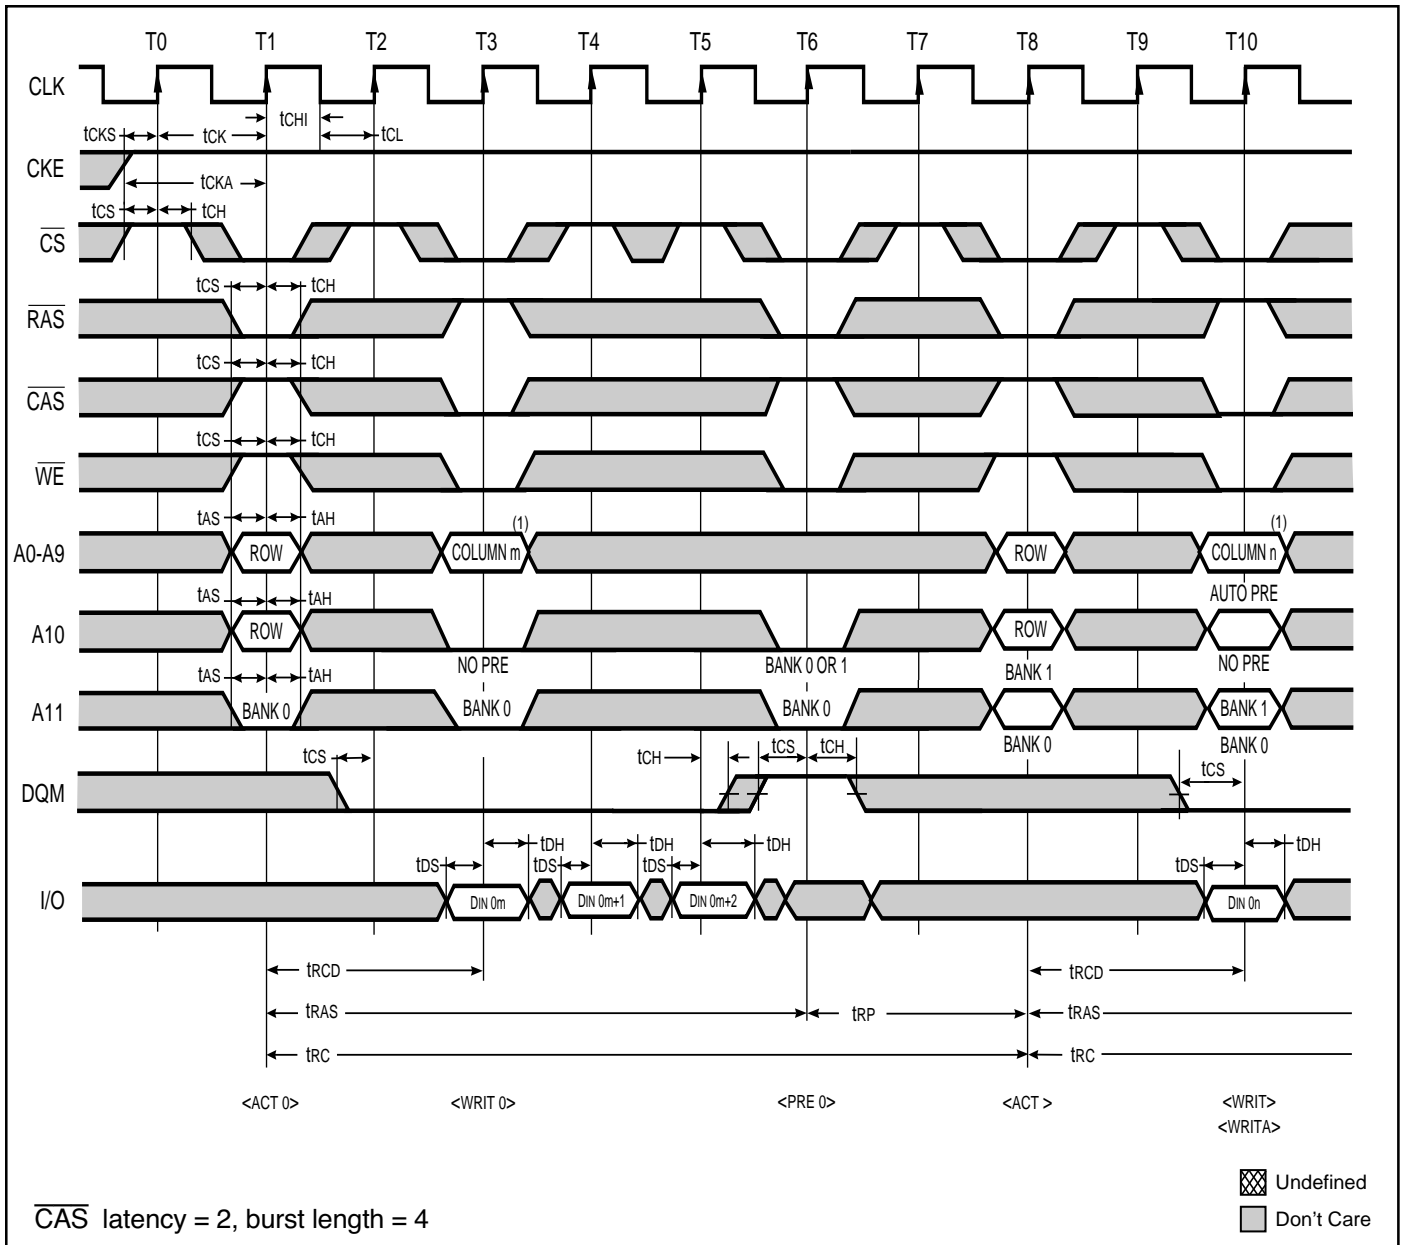 T0 T1 T2 T3 T4 T5 T6 T7 T8 T9 T10
CLK
tCHI
tCKS tCK tCL
CKE
tCKA
tCS tCH
CS
tCS tCH
RAS
tCS tCH
CAS
tCS tCH
WE
tAS tAH (1) (1)
A0-A9 ROW COLUMN m ROW COLUMN n
tAS tAH AUTO PRE
A10 ROW ROW
NO PRE BANK 0 OR 1 BANK 1 NO PRE
tAS tAH
A11 BANK 0 BANK 0 BANK 0 BANK 1
BANK 0 BANK 0
tCS tCH tCS tCH tCS
DQM
tDH tDH tDH tDH
tDS tDS tDS tDS
I/O DIN 0m DIN 0m+1 DIN 0m+2 DIN 0n
tRCD tRCD
tRAS tRP tRAS
tRC tRC
<ACT 0> <WRIT 0> <PRE 0> <ACT > <WRIT>
<WRITA>
Undefined
CAS latency = 2, burst length = 4
Don't Care